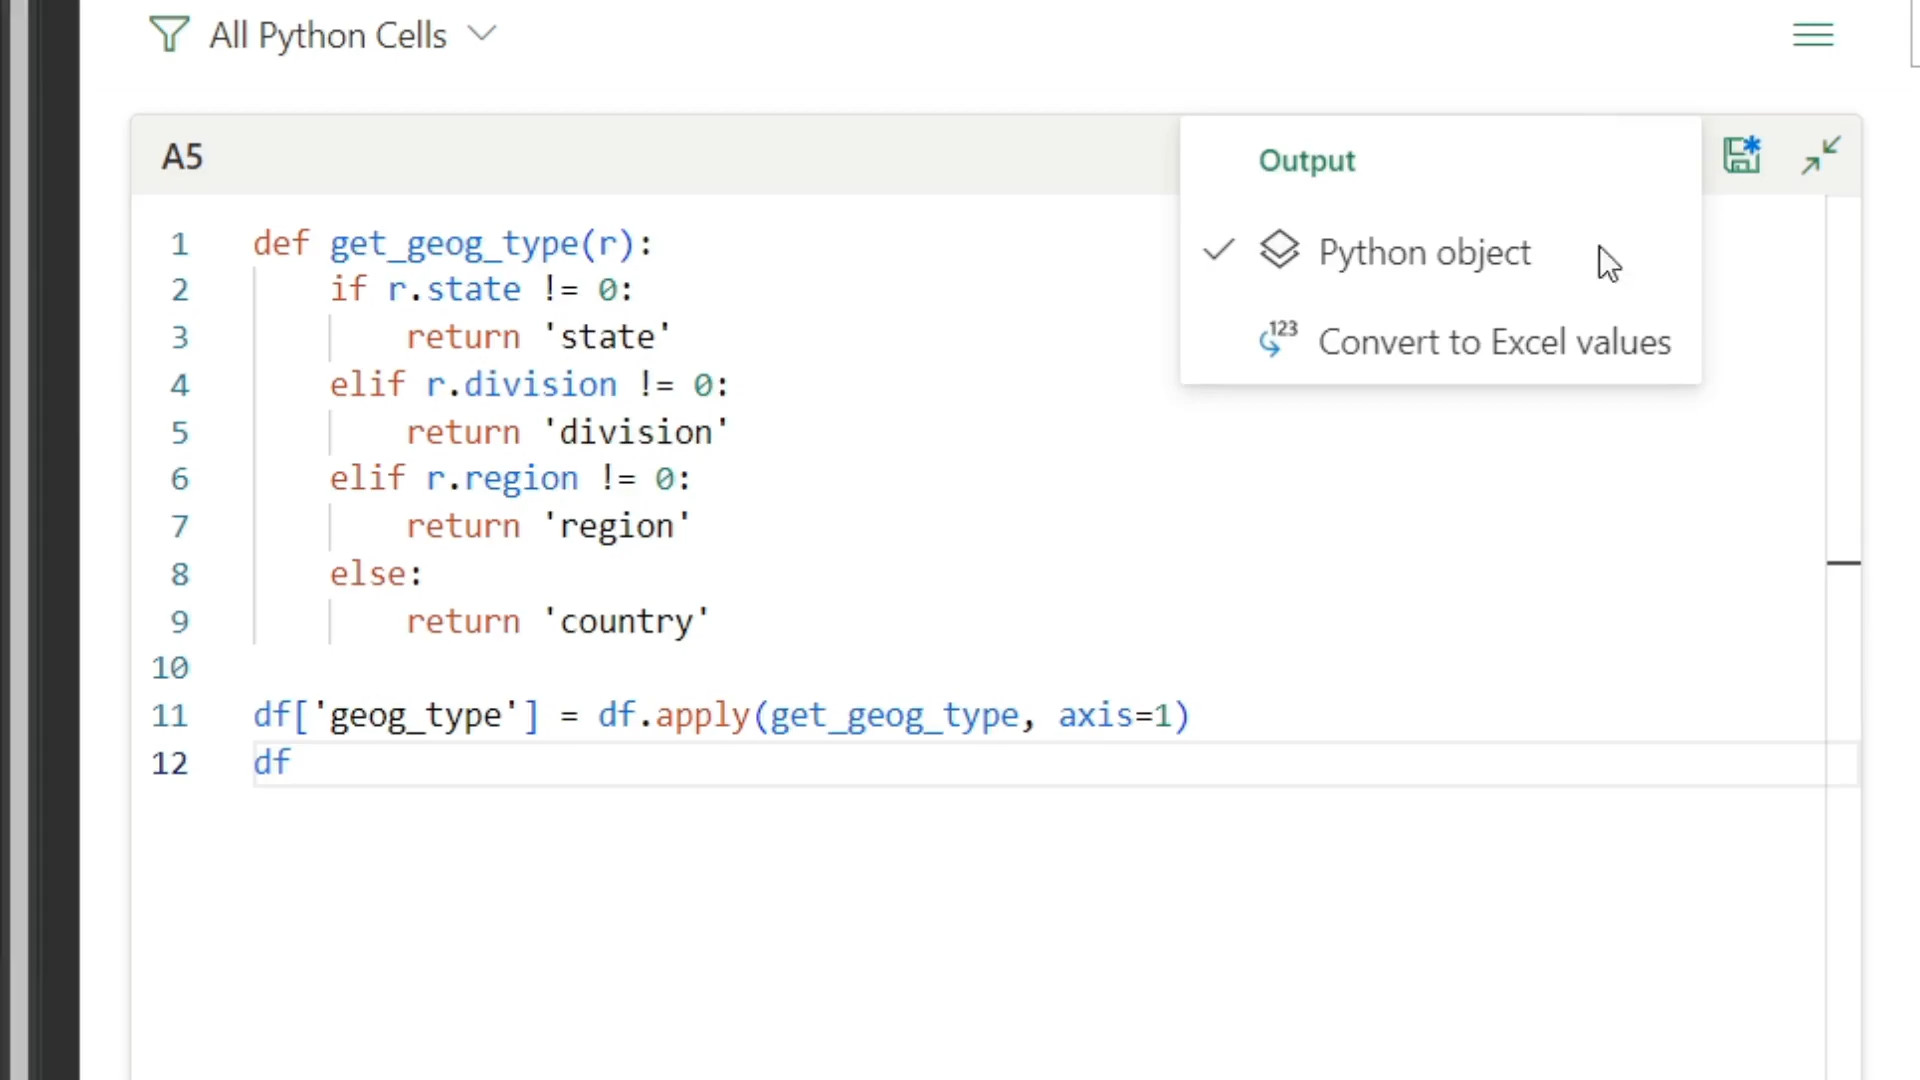 All Python Cells
A5
Output
Python object
123
Convert to Excel values
1 def get_geog_type(r):
2     if r.state != 0:
3         return 'state'
4     elif r.division != 0:
5         return 'division'
6     elif r.region != 0:
7         return 'region'
8     else:
9         return 'country'
10
11 df['geog_type'] = df.apply(get_geog_type, axis=1)
12 df